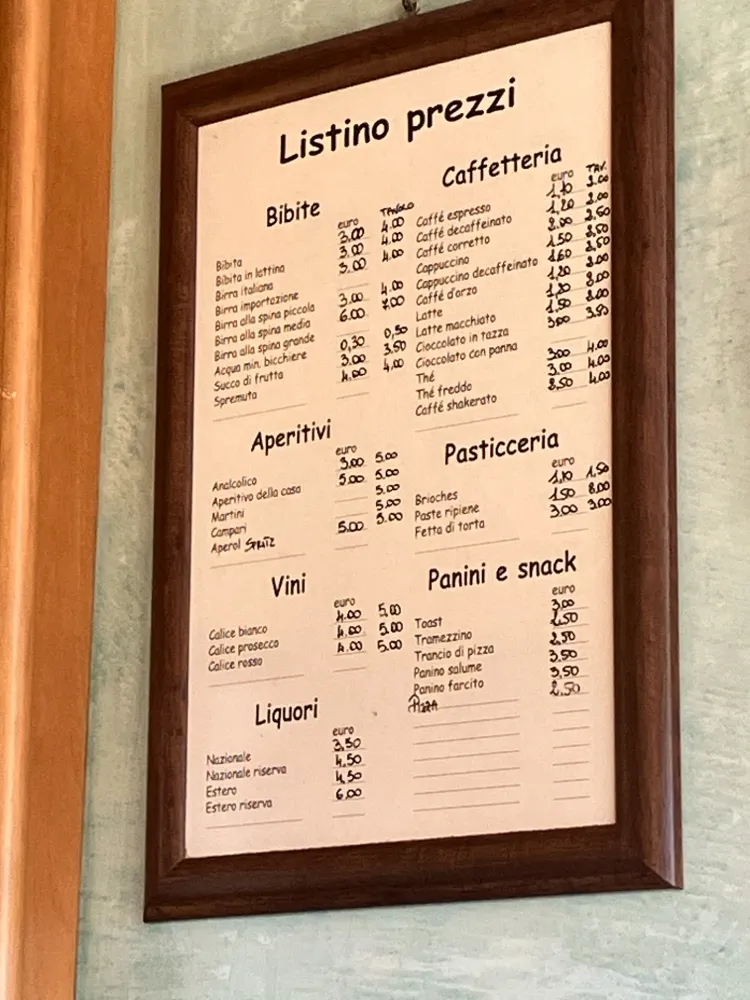 Listino prezzi
Bibite
euro TAVOLO
Bibita 3.00 4.00
Bibita in lattina 3.00 4.00
Birra italiana 3.00 4.00
Birra importazione
Birra alla spina piccola 3.00 4.00
Birra alla spina media 6.00 7.00
Birra alla spina grande
Acqua min. bicchiere 0,30 0,50
Succo di frutta 3.00 3.50
Spremuta 4.00 4,00
Aperitivi
euro
Analcolico 3.00 5.00
Aperitivo della casa 5.00 5.00
Martini 5.00
Campari 5.00
Aperol SPRITZ 5.00 5.00
Vini
euro
Calice bianco 4.00 5,00
Calice prosecco 4.00 5.00
Calice rosso 4.00 5.00
Liquori
euro
Nazionale 3,50
Nazionale riserva 4.50
Estero 4,50
Estero riserva 6,00
Caffetteria
euro TAV.
Caffé espresso 1,10 2.00
Caffé decaffeinato 1,20 2.00
Caffé corretto 2.00 2.50
Cappuccino 1.50 2,50
Cappuccino decaffeinato 1.60 2,50
Caffé d'orzo 1,20 2.00
Latte 1,20 2.00
Latte macchiato 1.50 2.00
Cioccolato in tazza 3.00 3.50
Cioccolato con panna
Thé 3.00 4.00
Thé freddo 3.00 4.00
Caffé shakerato 2,50 4.00
Pasticceria
euro
Brioches 1,10 1,50
Paste ripiene 1.50 2.00
Fetta di torta 3.00 3.00
Panini e snack
euro
Toast 3.00
Tramezzino
Trancio di pizza 2,50
Panino salume 3.50
Panino farcito 3,50
PIZZA 2.50